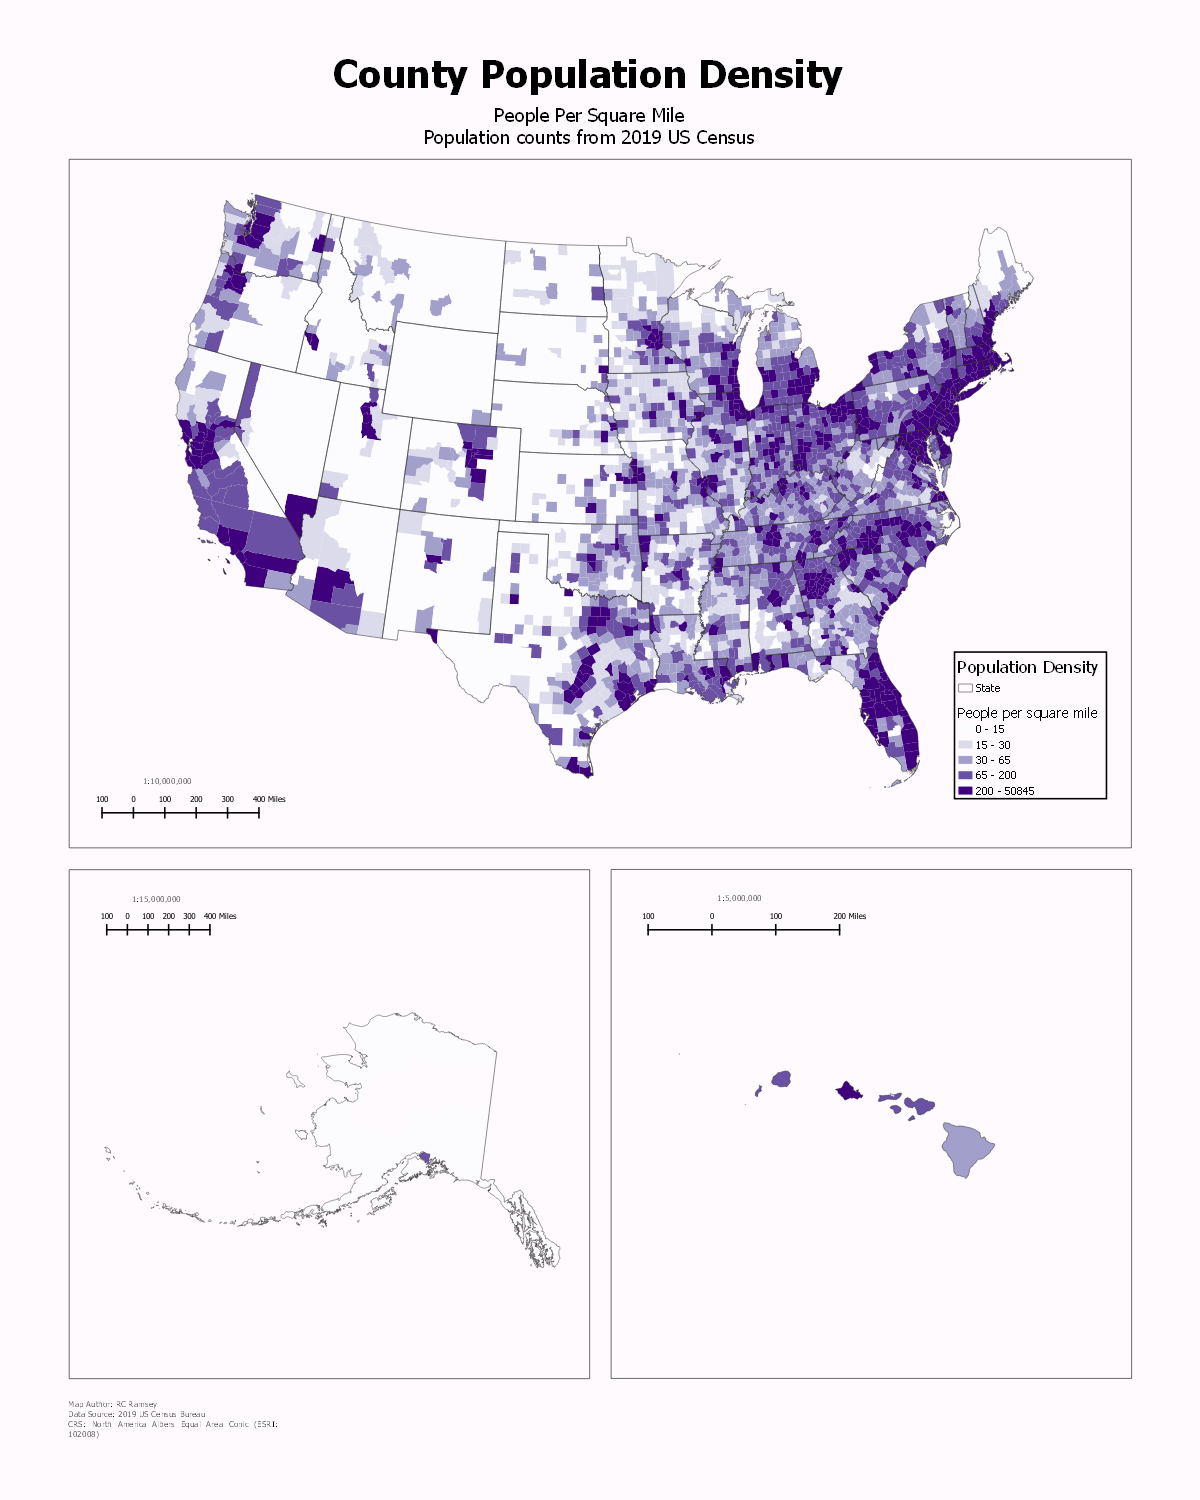 County Population Density
People Per Square Mile
Population counts from 2019 US Census
Population Density
State
People per square mile
0 - 15
15 - 30
30 - 65
65 - 200
200 - 50845
1:10,000,000
100 0 100 200 300 400 Miles
1:15,000,000
100 0 100 200 300 400 Miles
1:5,000,000
100 0 100 200 Miles
Map Author: RC Ramsey
Data Source: 2019 US Census Bureau
CRS: North America Albers Equal Area Conic (ESRI:
102008)